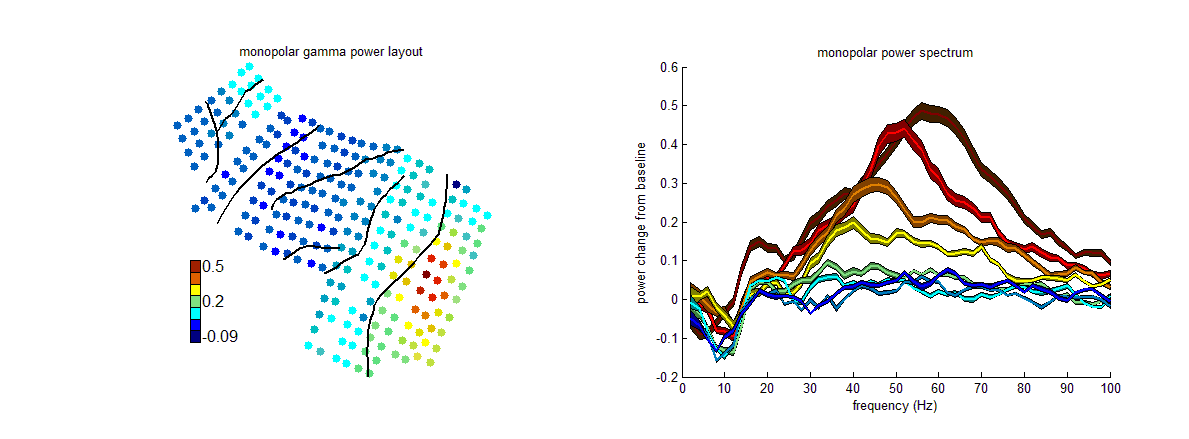 monopolar gamma power layout
0.5
0.2
-0.09
monopolar power spectrum
power change from baseline
0.6
0.5
0.4
0.3
0.2
0.1
0
-0.1
-0.2
0 10 20 30 40 50 60 70 80 90 100
frequency (Hz)